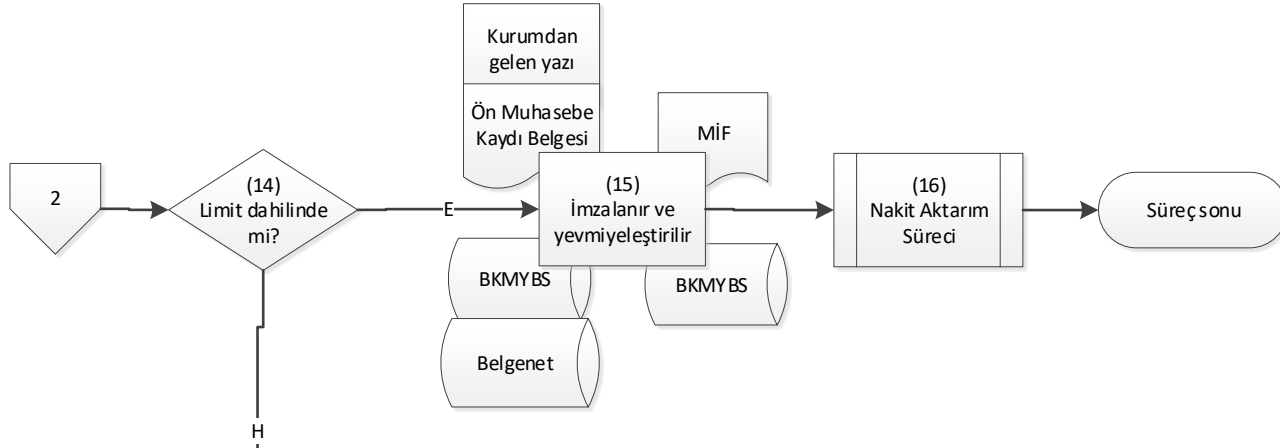 Kurumdan
gelen yazı
Ön Muhasebe
Kaydı Belgesi
MİF
2
(14)
Limit dahilinde
mi?
E
(15)
İmzalanır ve
yevmiyeleştirilir
(16)
Nakit Aktarım
Süreci
Süreç sonu
BKMYBS
BKMYBS
Belgenet
H